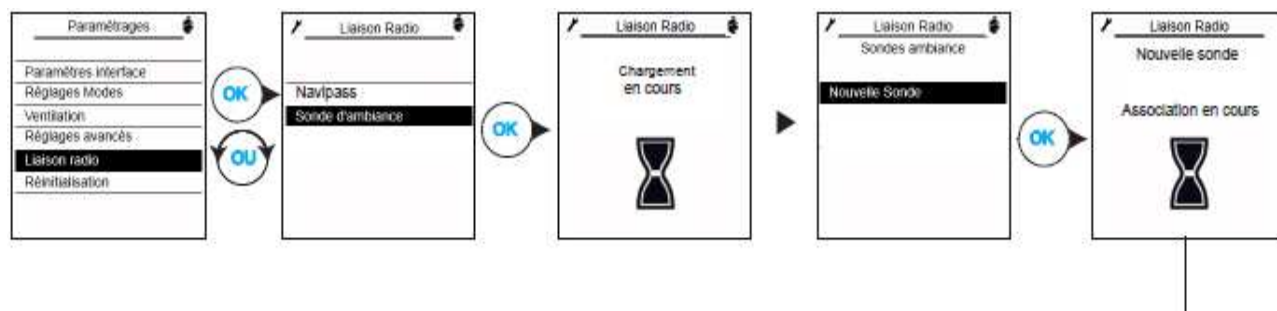 Paramétrages
Paramètres interface
Réglages Modes
Ventilation
Réglages avancés
Liaison radio
Réinitialisation
OK
OU
Liaison Radio
Navipass
Sonde d'ambiance
OK
Liaison Radio
Chargement
en cours
Liaison Radio
Sondes ambiance
Nouvelle Sonde
OK
Liaison Radio
Nouvelle sonde
Association en cours